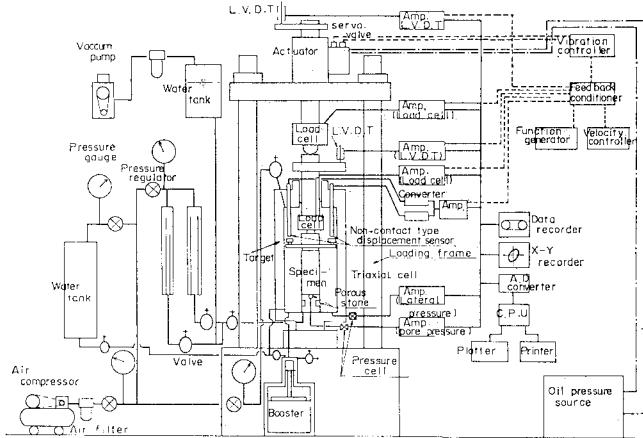 L.V.D.T
servo.
valve
Amp.
L.V.D.T
Actuator
Vibration
controller
Vaccum
pump
Water
tank
Feedback
conditioner
Load
cell
L.V.D.T
Amp.
(Load cell)
Function
generator
Velocity
controller
Pressure
gauge
Amp.
(L.V.D.T)
Pressure
regulator
Amp.
(Load cell)
Converter
Amp.
Load
cell
Data
recorder
Non-contact type
displacement sensor
Target
Loading frame
X-Y
recorder
Water
tank
Speci-
men
Triaxial cell
A.D
converter
Porous
stone
Amp.
(Lateral
pressure)
C.P.U
Amp.
(pore pressure)
Valve
Plotter
Printer
Pressure
cell
Air
compressor
Booster
Oil pressure
source
Air filter